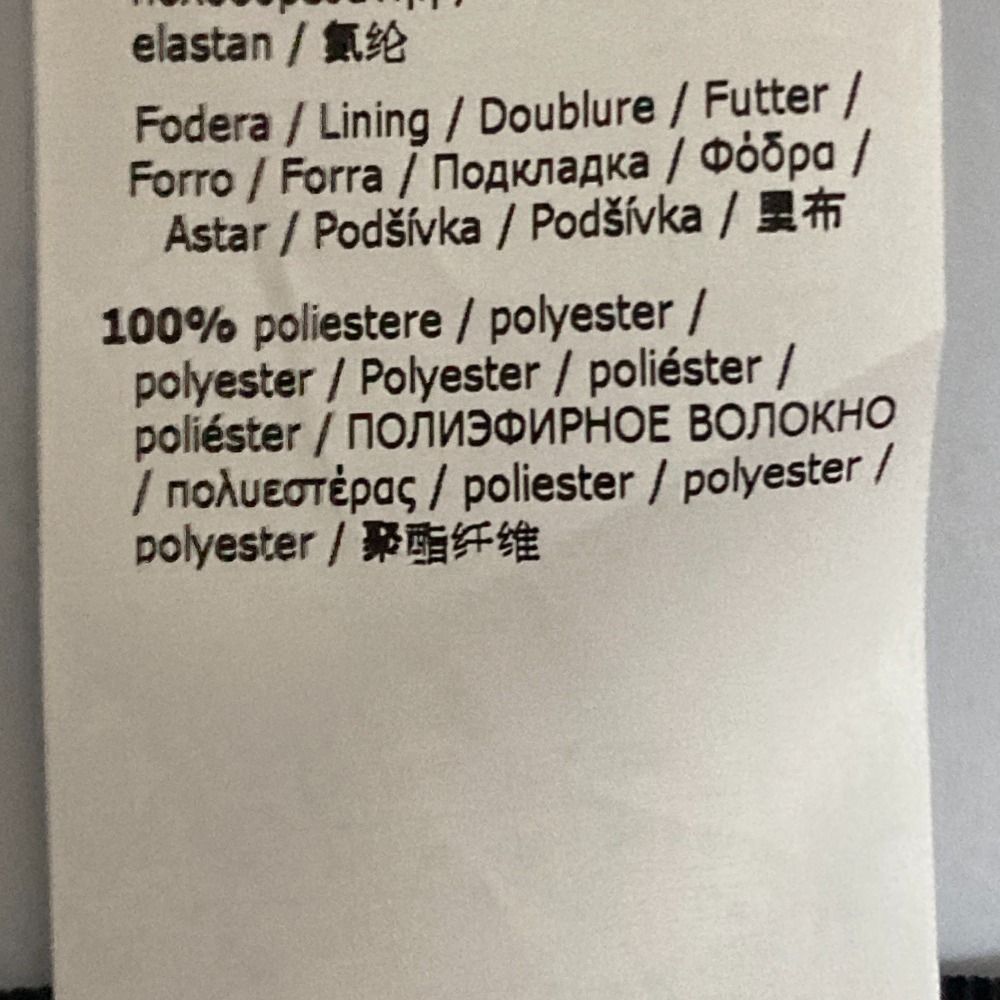 elastan / 氨纶
Fodera / Lining / Doublure / Futter /
Forro / Forra / Подкладка / Φόδρα /
Astar / Podšívka / Podšívka / 里布
100% poliestere / polyester /
polyester / Polyester / poliéster /
poliéster / ПОЛИЭФИРНОЕ ВОЛОКНО
/ πολυεστέρας / poliester / polyester /
polyester / 聚酯纤维